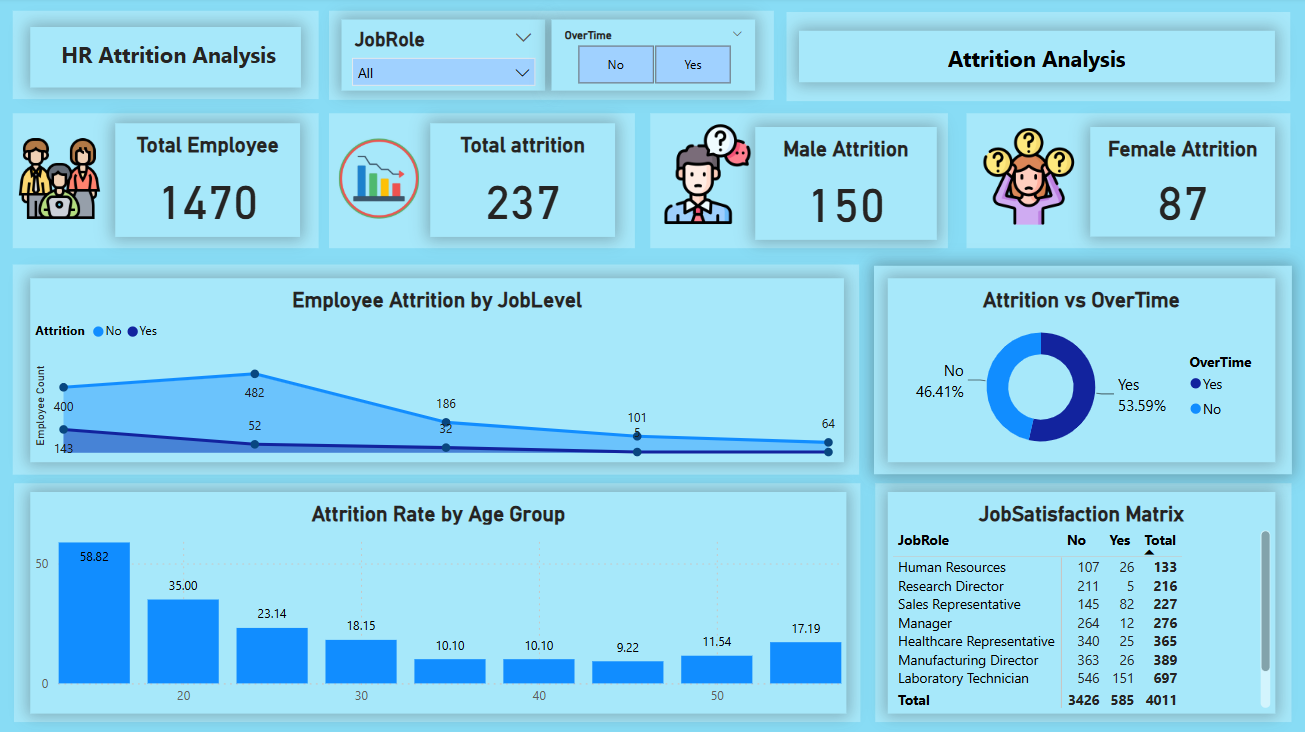 HR Attrition Analysis
JobRole
All
OverTime
No Yes
Attrition Analysis
Total Employee
1470
Total attrition
237
Male Attrition
150
Female Attrition
87
Employee Attrition by JobLevel
Attrition No Yes
Employee Count
400
482
186
101
64
143
52
32
5
Attrition vs OverTime
No
46.41%
Yes
53.59%
OverTime
Yes
No
Attrition Rate by Age Group
50
0
58.82
35.00
23.14
18.15
10.10
10.10
9.22
11.54
17.19
20 30 40 50
JobSatisfaction Matrix
JobRole No Yes Total
Human Resources 107 26 133
Research Director 211 5 216
Sales Representative 145 82 227
Manager 264 12 276
Healthcare Representative 340 25 365
Manufacturing Director 363 26 389
Laboratory Technician 546 151 697
Total 3426 585 4011